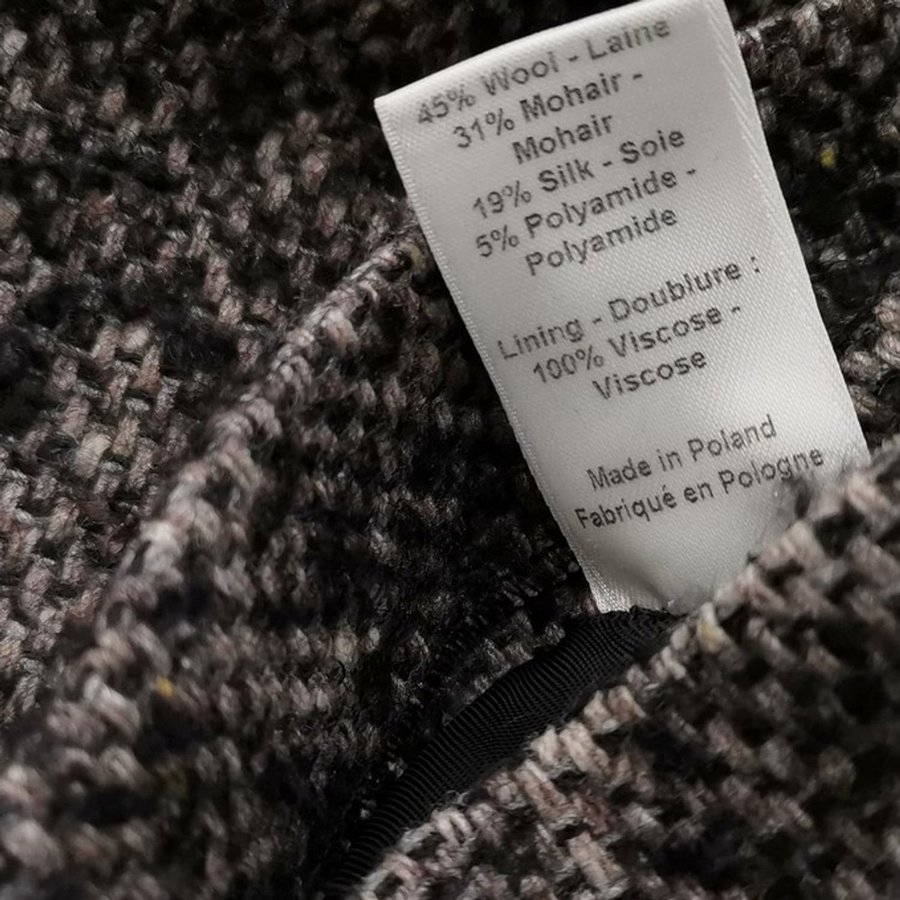 45% Wool - Laine
31% Mohair -
Mohair
19% Silk - Soie
5% Polyamide -
Polyamide
Lining - Doublure :
100% Viscose -
Viscose
Made in Poland
Fabriqué en Pologne